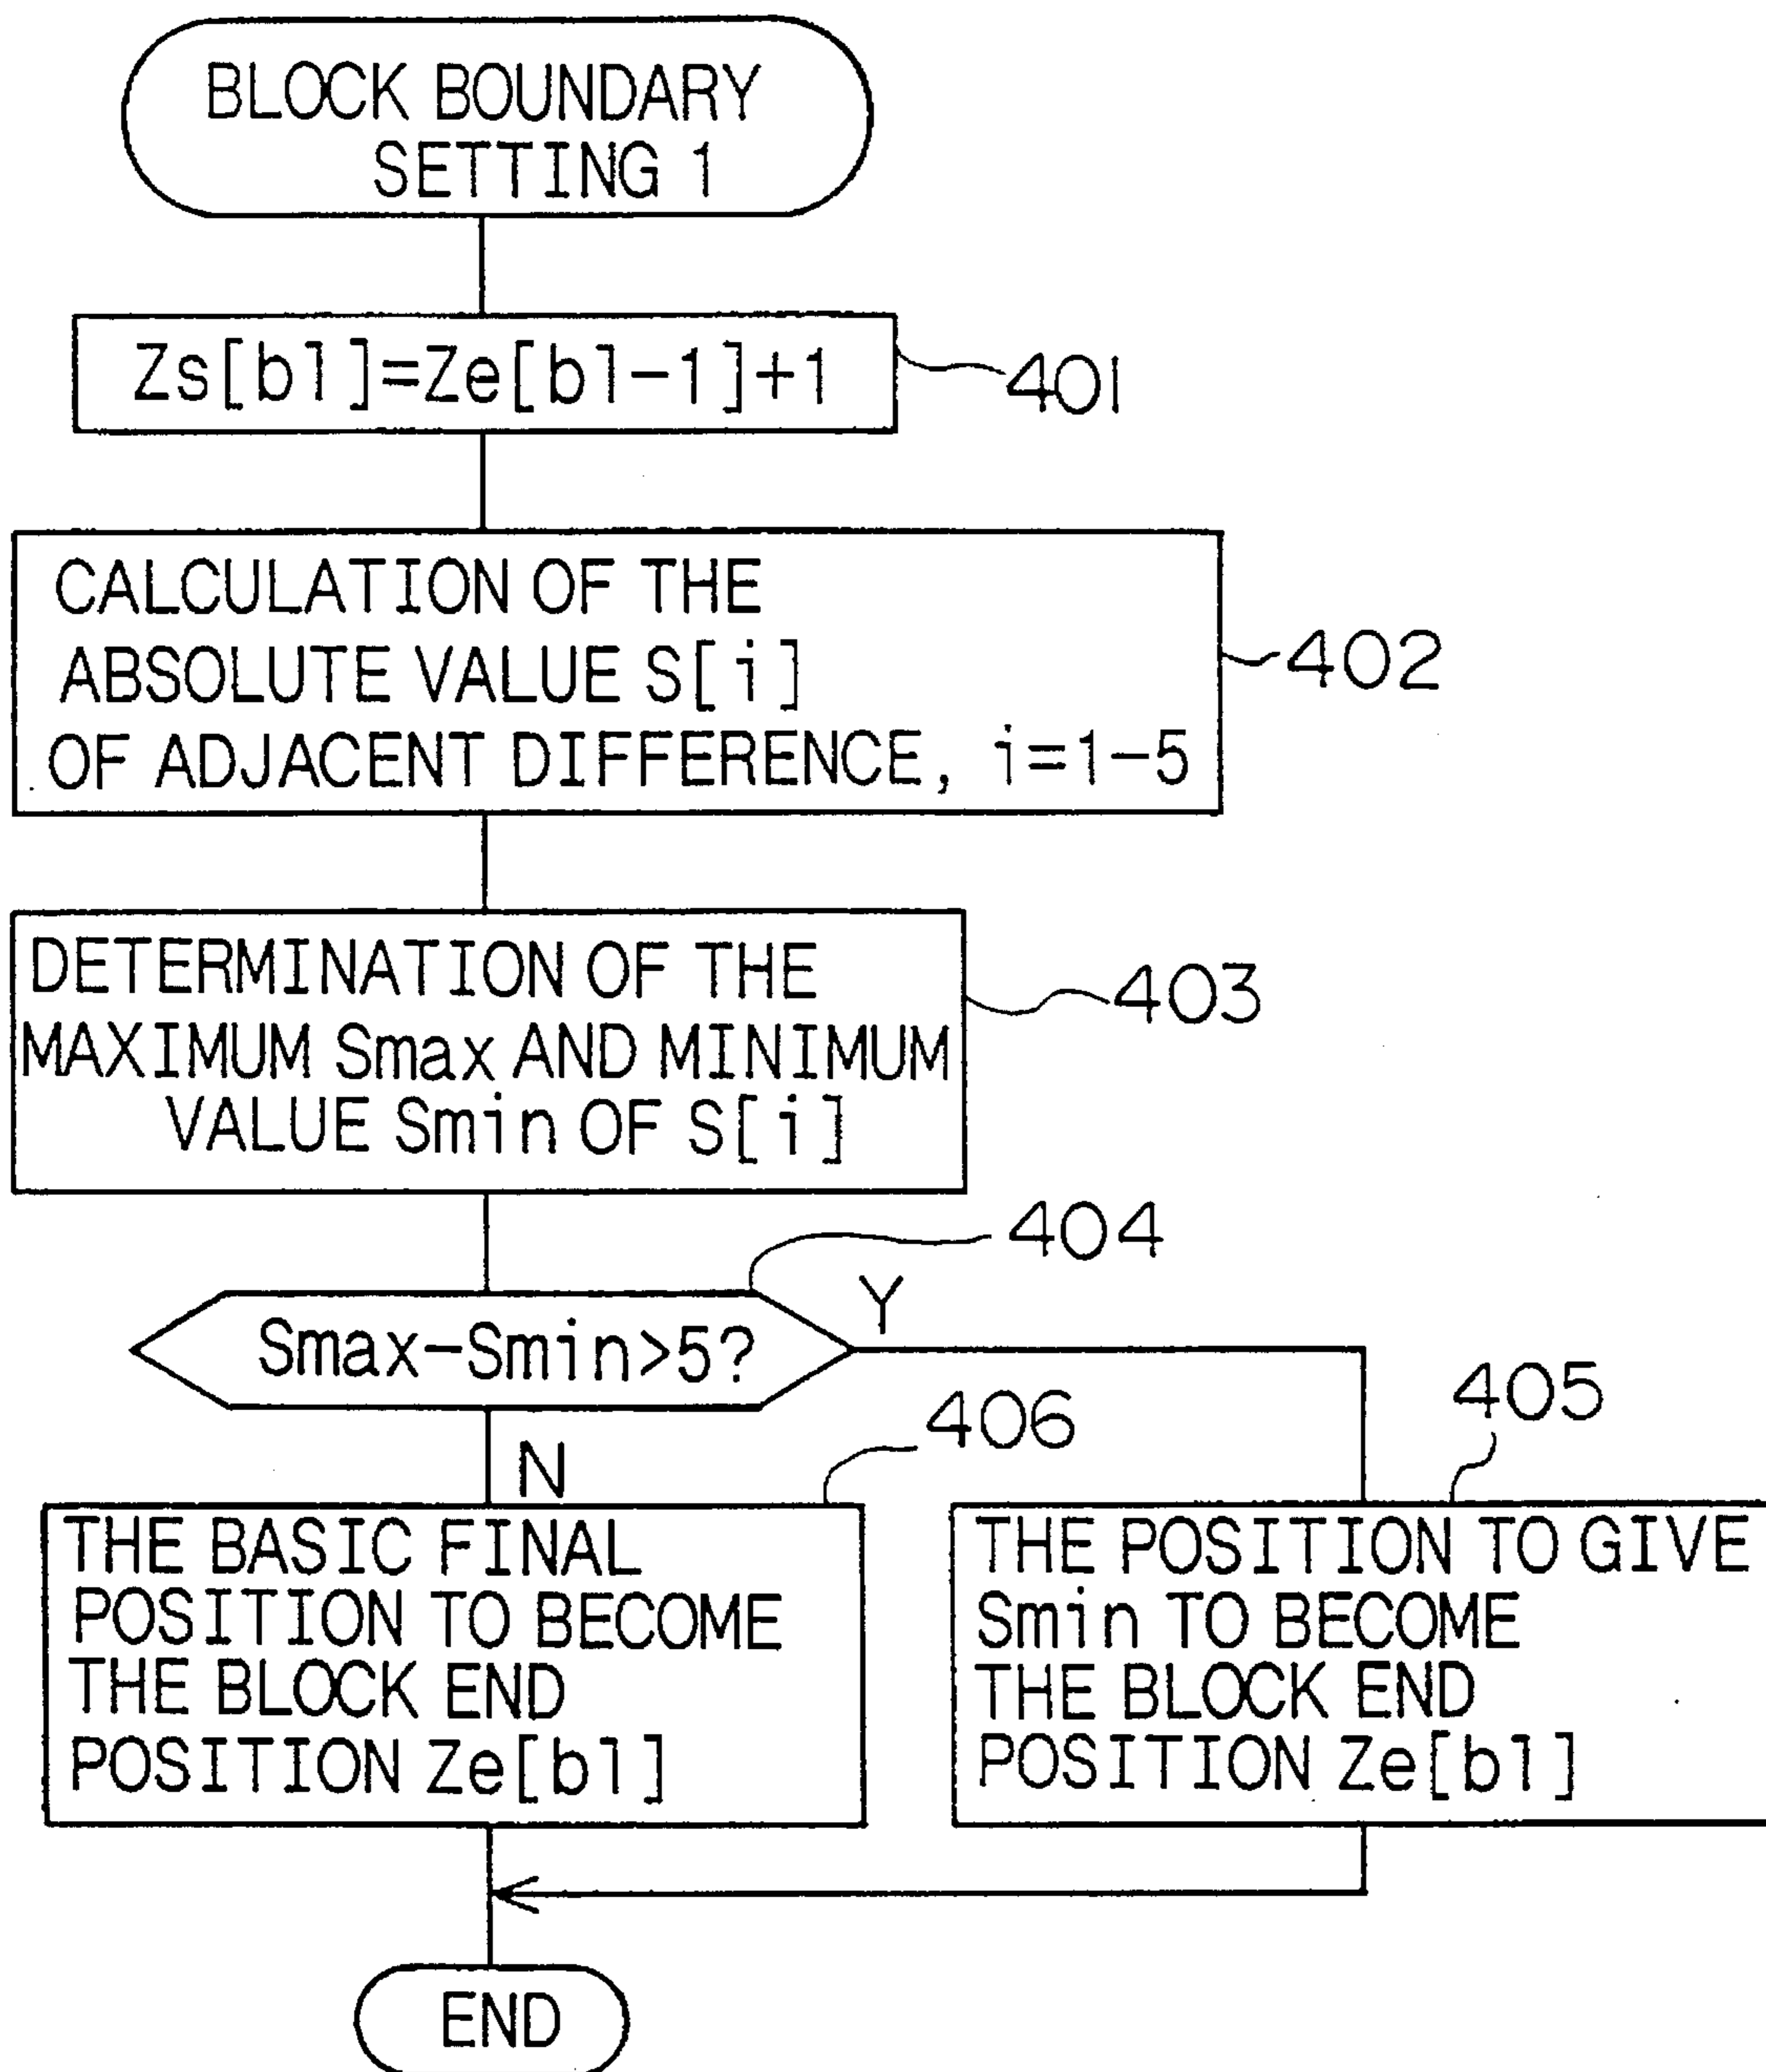 BLOCK BOUNDARY
SETTING 1
Zs[bl]=Ze[bl-1]+1
401
CALCULATION OF THE
ABSOLUTE VALUE S[i]
OF ADJACENT DIFFERENCE, i=1-5
402
DETERMINATION OF THE
MAXIMUM Smax AND MINIMUM
VALUE Smin OF S[i]
403
404
Smax-Smin>5?
Y
N
406
405
THE BASIC FINAL
POSITION TO BECOME
THE BLOCK END
POSITION Ze[bl]
THE POSITION TO GIVE
Smin TO BECOME
THE BLOCK END
POSITION Ze[bl]
END